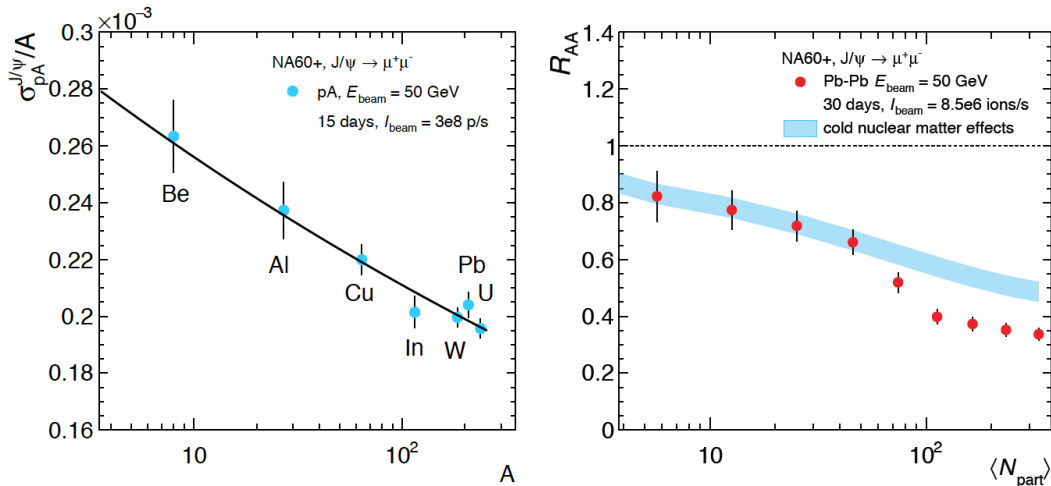 ×10⁻³
σ_pA^J/ψ/A
0.3
0.28
0.26
0.24
0.22
0.2
0.18
0.16
NA60+, J/ψ → μ⁺μ⁻
pA, E_beam = 50 GeV
15 days, I_beam = 3e8 p/s
Be
Al
Cu
In
W
Pb
U
10
10²
A
R_AA
1.4
1.2
1
0.8
0.6
0.4
0.2
0
NA60+, J/ψ → μ⁺μ⁻
Pb-Pb E_beam = 50 GeV
30 days, I_beam = 8.5e6 ions/s
cold nuclear matter effects
10
10²
⟨N_part⟩